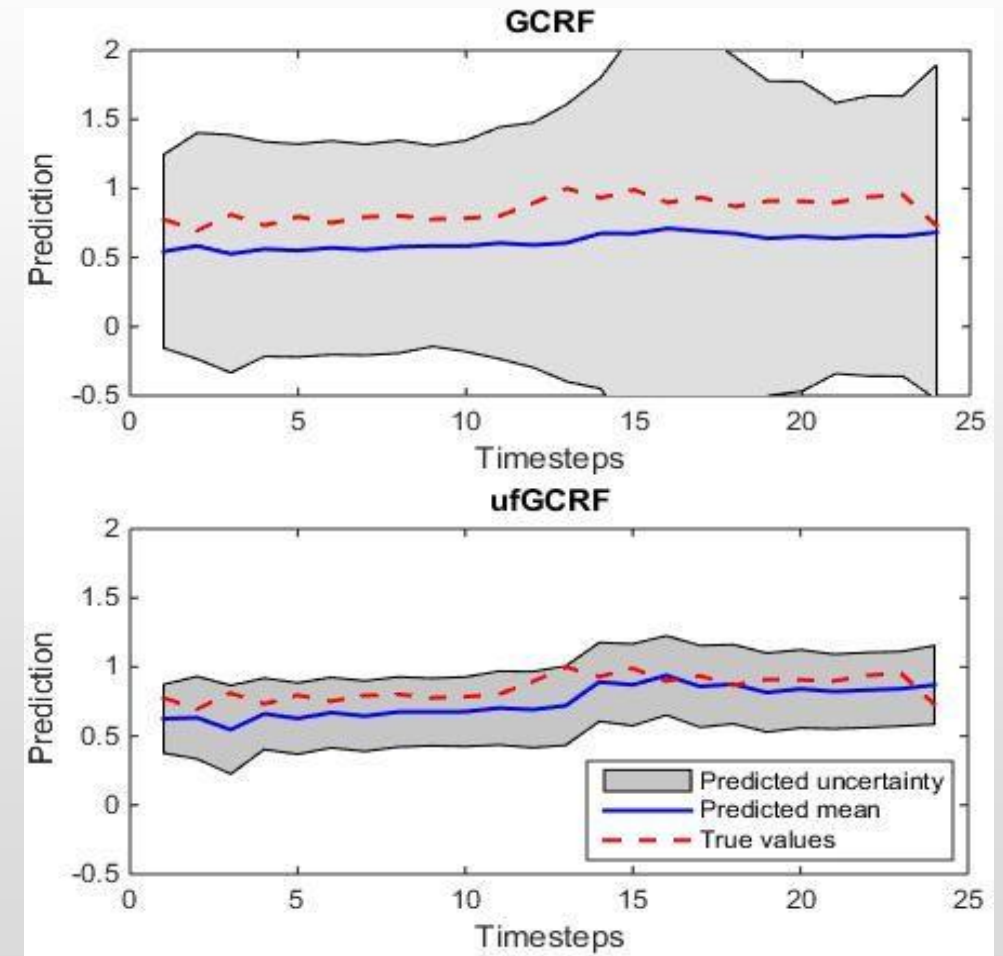 GCRF
2
1.5
1
0.5
0
-0.5
Prediction
0 5 10 15 20 25
Timesteps
ufGCRF
2
1.5
1
0.5
0
-0.5
Prediction
Predicted uncertainty
Predicted mean
True values
0 5 10 15 20 25
Timesteps